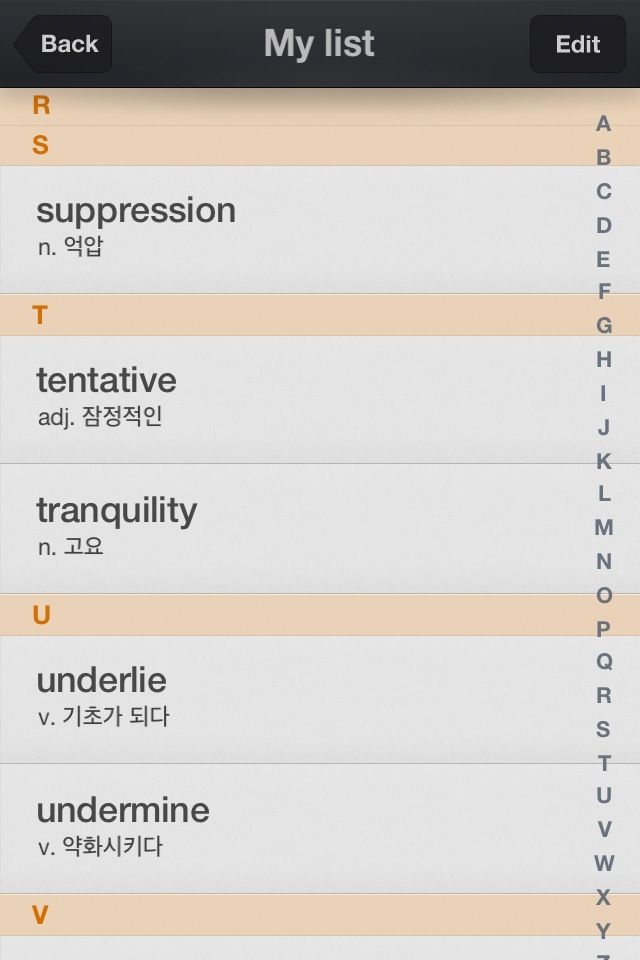 Back
My list
Edit
R
S
suppression
n. 억압
T
tentative
adj. 잠정적인
tranquility
n. 고요
U
underlie
v. 기초가 되다
undermine
v. 약화시키다
V
A
B
C
D
E
F
G
H
I
J
K
L
M
N
O
P
Q
R
S
T
U
V
W
X
Y
Z